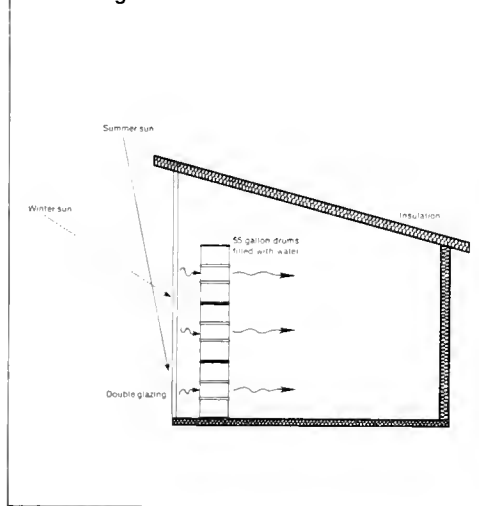 Summer sun
Winter sun
Insulation
55 gallon drums
filled with water
Double glazing